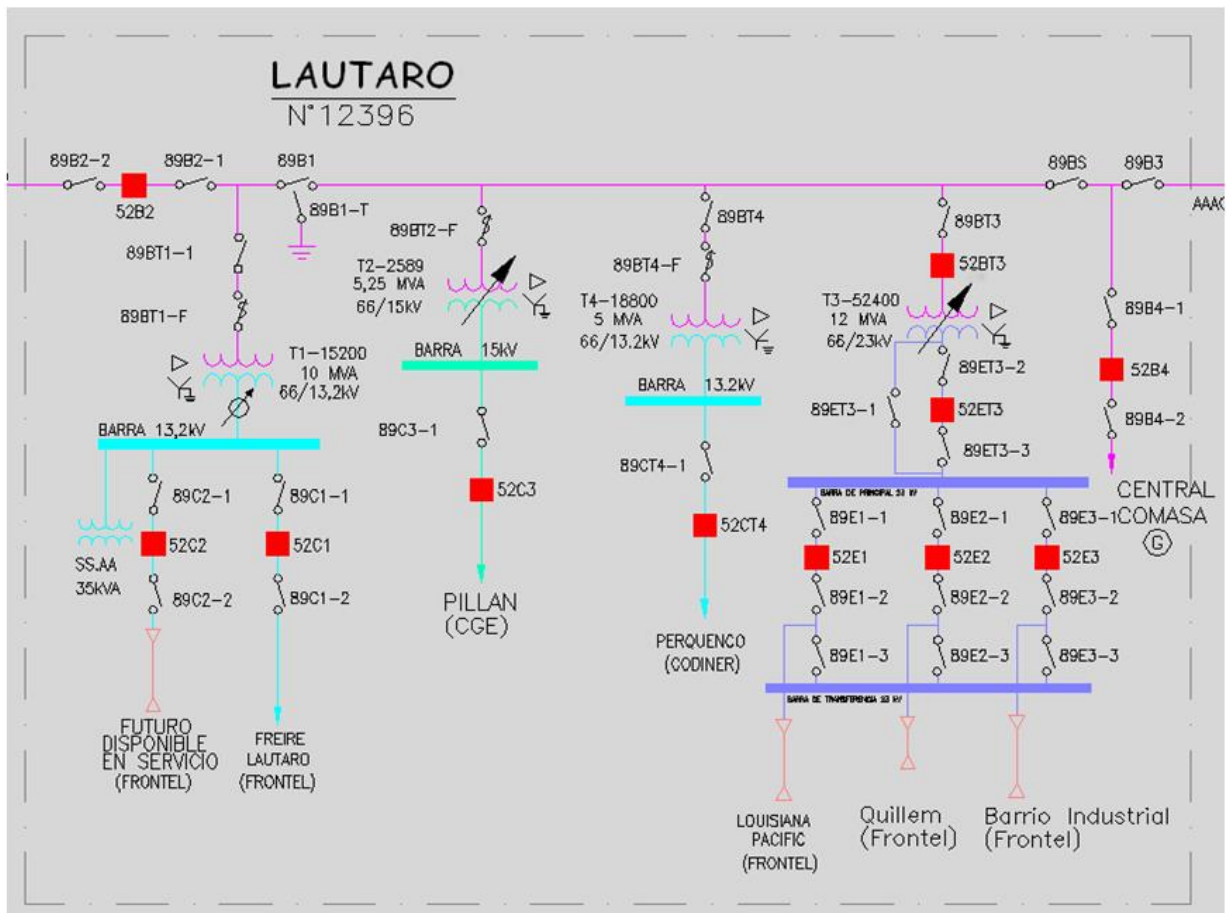 LAUTARO
N°12396
89B2-2
52B2
89B2-1
89B1
89B1-T
89BS
89B3
89BT1-1
89BT1-F
T1-15200
10 MVA
66/13,2kV
BARRA 13,2kV
89C2-1
52C2
89C2-2
89C1-1
52C1
89C1-2
SS.AA
35kVA
FUTURO
DISPONIBLE
EN SERVICIO
(FRONTEL)
FREIRE
LAUTARO
(FRONTEL)
89BT2-F
T2-2589
5,25 MVA
66/15kV
BARRA 15kV
89C3-1
52C3
PILLAN
(CGE)
89BT4
89BT4-F
T4-18800
5 MVA
66/13.2kV
BARRA 13.2kV
89CT4-1
52CT4
PERQUENCO
(CODINER)
89BT3
52BT3
T3-52400
12 MVA
66/23kV
89ET3-2
89ET3-1
52ET3
89ET3-3
89B4-1
52B4
89B4-2
CENTRAL
COMASA
G
89E1-1
52E1
89E1-2
89E1-3
89E2-1
52E2
89E2-2
89E2-3
89E3-1
52E3
89E3-2
89E3-3
BARRA DE PRINCIPAL
BARRA DE TRANSFERENCIA
LOUISIANA
PACIFIC
(FRONTEL)
Quillem
(Frontel)
Barrio Industrial
(Frontel)